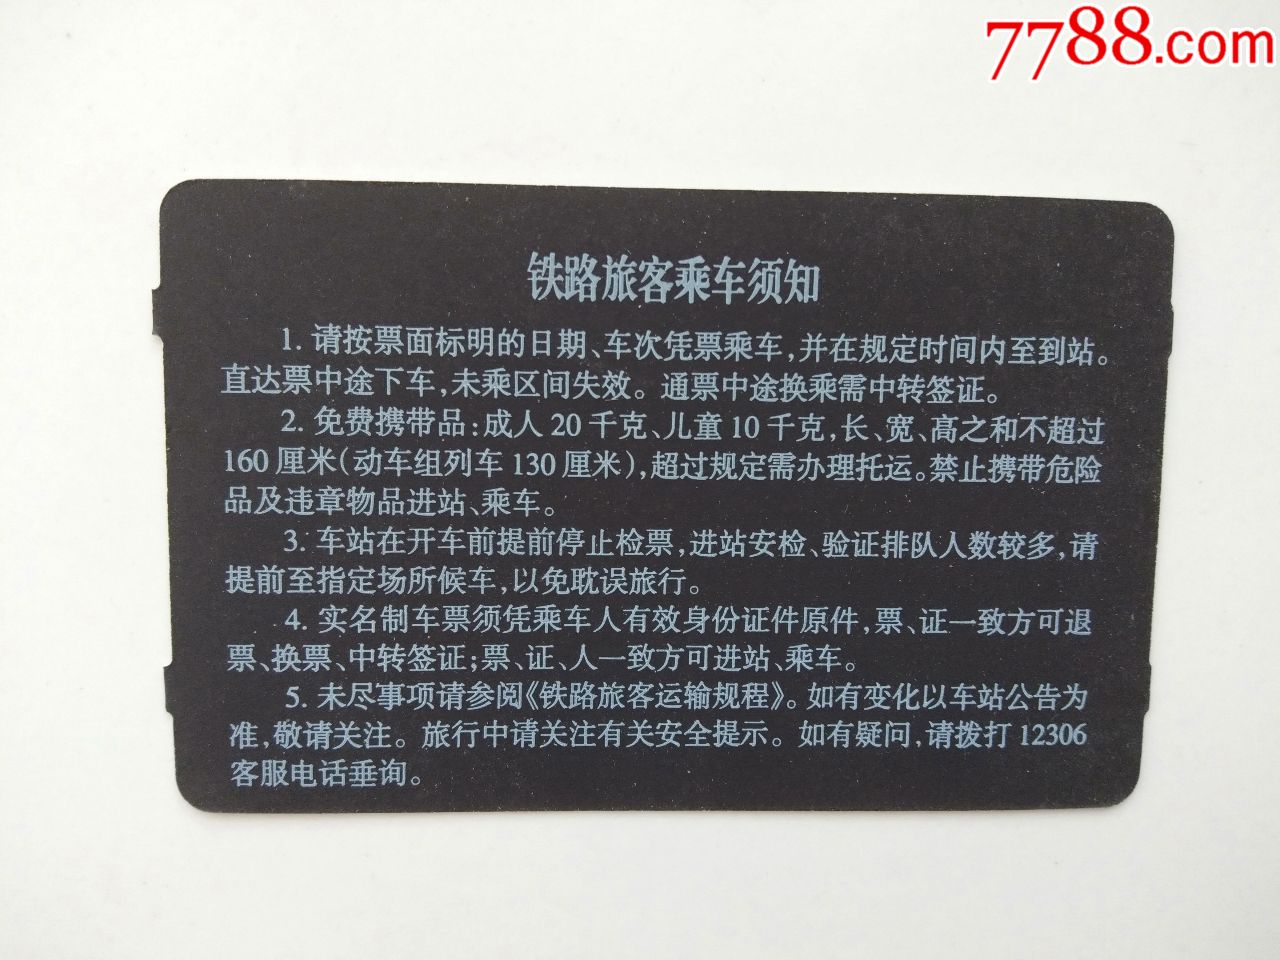 7788.com
铁路旅客乘车须知
1. 请按票面标明的日期、车次凭票乘车,并在规定时间内至到站。
直达票中途下车,未乘区间失效。通票中途换乘需中转签证。
2. 免费携带品:成人 20 千克、儿童 10 千克,长、宽、高之和不超过
160 厘米(动车组列车 130 厘米),超过规定需办理托运。禁止携带危险
品及违章物品进站、乘车。
3. 车站在开车前提前停止检票,进站安检、验证排队人数较多,请
提前至指定场所候车,以免耽误旅行。
4. 实名制车票须凭乘车人有效身份证件原件,票、证一致方可退
票、换票、中转签证;票、证、人一致方可进站、乘车。
5. 未尽事项请参阅《铁路旅客运输规程》。如有变化以车站公告为
准,敬请关注。旅行中请关注有关安全提示。如有疑问,请拨打 12306
客服电话垂询。